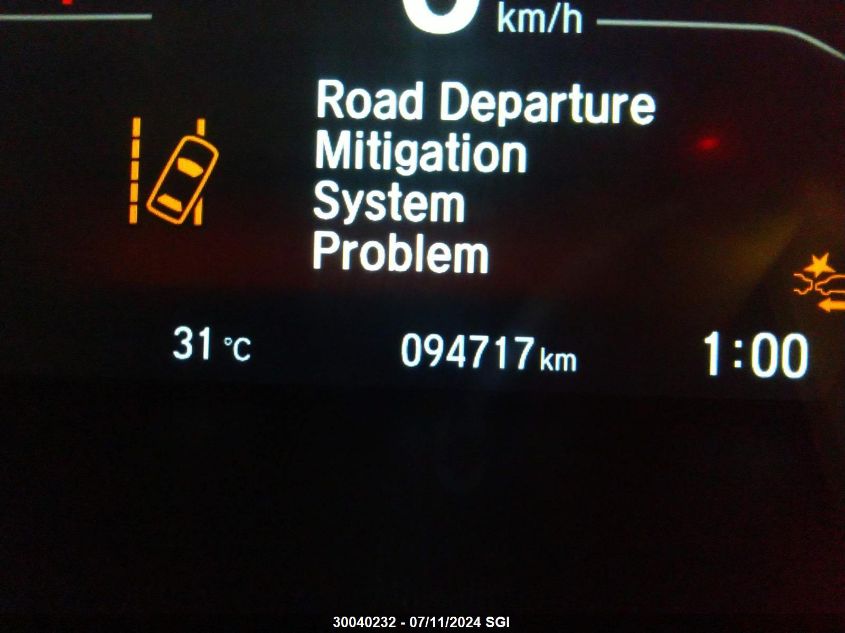 km/h
Road Departure
Mitigation
System
Problem
31 °C 094717 km 1:00
30040232 - 07/11/2024 SGI